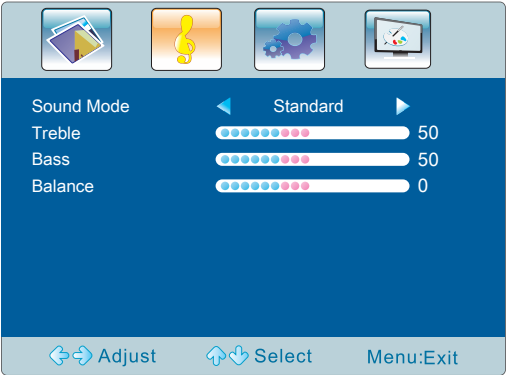 Sound Mode Standard
Treble 50
Bass 50
Balance 0
Adjust Select Menu:Exit